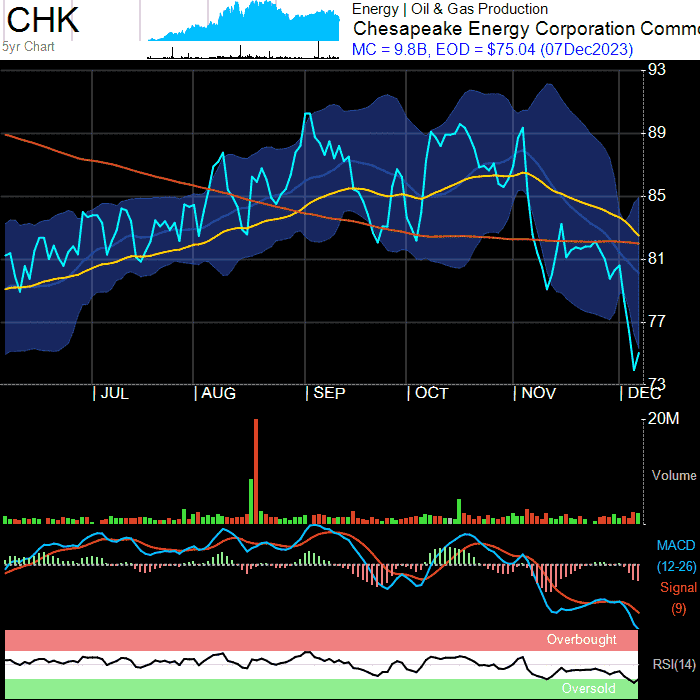 CHK
5yr Chart
Energy | Oil & Gas Production
Chesapeake Energy Corporation Commo
MC = 9.8B, EOD = $75.04 (07Dec2023)
93
89
85
81
77
73
JUL
AUG
SEP
OCT
NOV
DEC
20M
Volume
MACD
(12-26)
Signal
(9)
Overbought
RSI(14)
Oversold